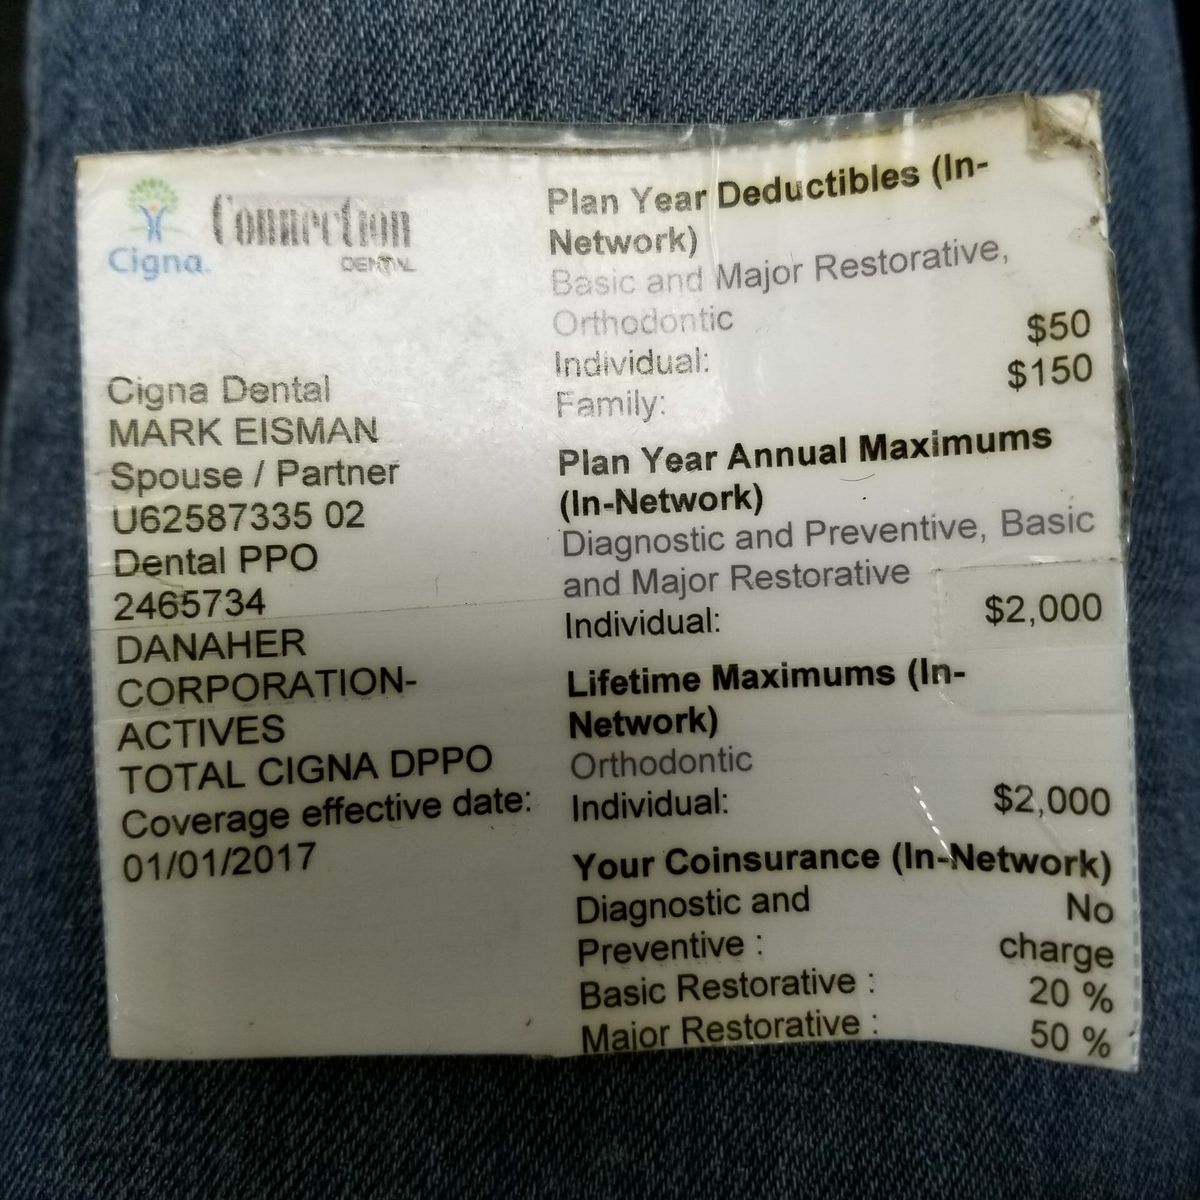 Cigna.
Connection
DENTAL
Cigna Dental
MARK EISMAN
Spouse / Partner
U62587335 02
Dental PPO
2465734
DANAHER
CORPORATION-
ACTIVES
TOTAL CIGNA DPPO
Coverage effective date:
01/01/2017
Plan Year Deductibles (In-
Network)
Basic and Major Restorative,
Orthodontic
Individual: $50
Family: $150
Plan Year Annual Maximums
(In-Network)
Diagnostic and Preventive, Basic
and Major Restorative
Individual: $2,000
Lifetime Maximums (In-
Network)
Orthodontic
Individual: $2,000
Your Coinsurance (In-Network)
Diagnostic and No
Preventive : charge
Basic Restorative : 20 %
Major Restorative : 50 %